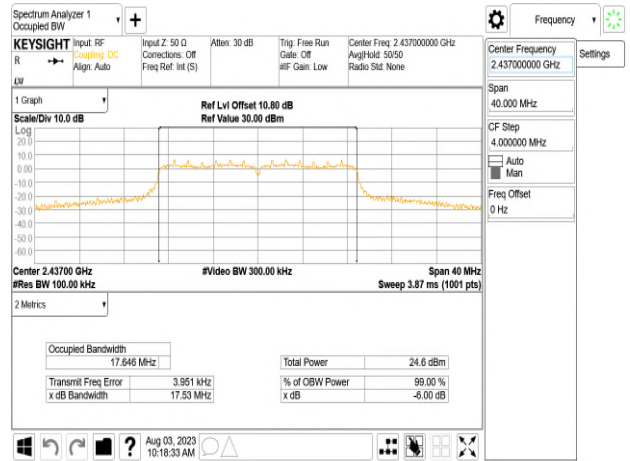 Spectrum Analyzer 1
Occupied BW
Frequency
KEYSIGHT
R
Input: RF
Coupling: DC
Align: Auto
Input Z: 50 Ω
Corrections: Off
Freq Ref: Int (S)
Atten: 30 dB
Trig: Free Run
Gate: Off
#IF Gain: Low
Center Freq: 2.437000000 GHz
Avg|Hold: 50/50
Radio Std: None
Center Frequency
2.437000000 GHz
Settings
Span
40.000 MHz
CF Step
4.000000 MHz
Auto
Man
Freq Offset
0 Hz
1 Graph
Scale/Div 10.0 dB
Ref Lvl Offset 10.80 dB
Ref Value 30.00 dBm
Log
20.0
10.0
0.00
-10.0
-20.0
-30.0
-40.0
-50.0
-60.0
Center 2.43700 GHz
#Res BW 100.00 kHz
#Video BW 300.00 kHz
Span 40 MHz
Sweep 3.87 ms (1001 pts)
2 Metrics
Occupied Bandwidth
17.646 MHz
Transmit Freq Error 3.951 kHz
x dB Bandwidth 17.53 MHz
Total Power 24.6 dBm
% of OBW Power 99.00 %
x dB -6.00 dB
Aug 03, 2023
10:18:33 AM